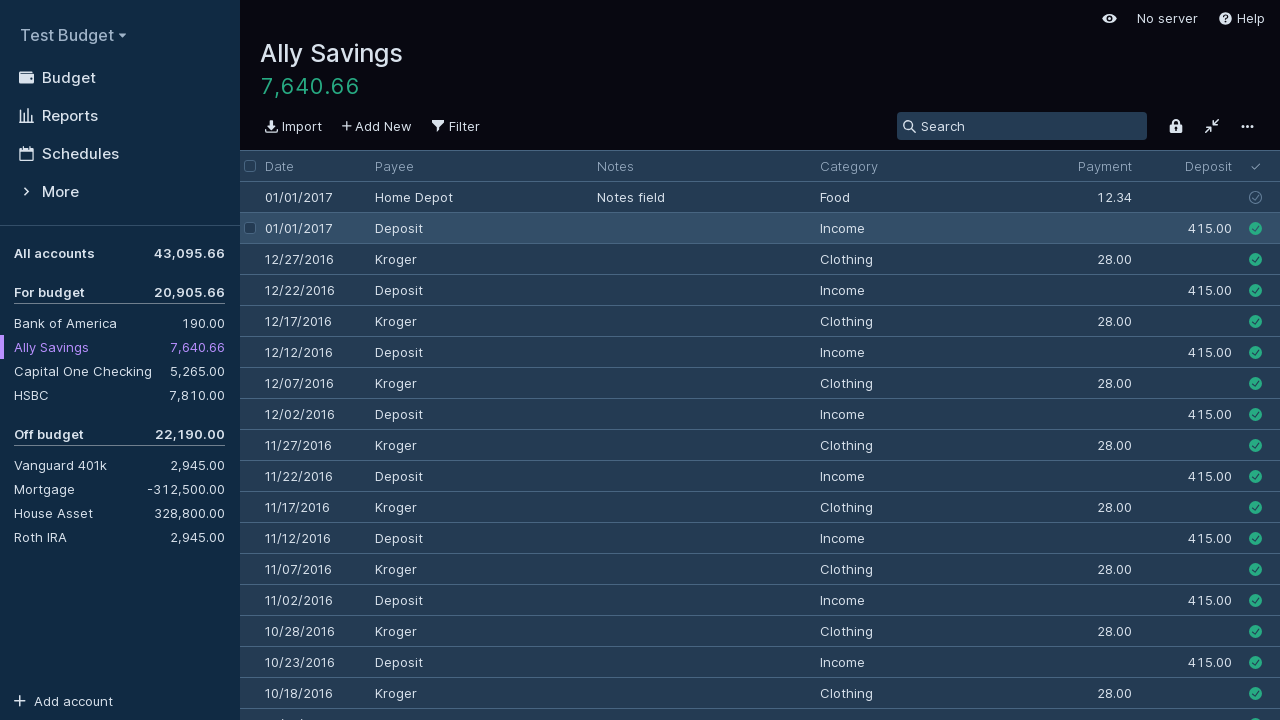 Test Budget
Budget
Reports
Schedules
More
All accounts 43,095.66
For budget 20,905.66
Bank of America 190.00
Ally Savings 7,640.66
Capital One Checking 5,265.00
HSBC 7,810.00
Off budget 22,190.00
Vanguard 401k 2,945.00
Mortgage -312,500.00
House Asset 328,800.00
Roth IRA 2,945.00
Add account
No server Help
Ally Savings
7,640.66
Import Add New Filter Search
Date Payee Notes Category Payment Deposit
01/01/2017 Home Depot Notes field Food 12.34
01/01/2017 Deposit Income 415.00
12/27/2016 Kroger Clothing 28.00
12/22/2016 Deposit Income 415.00
12/17/2016 Kroger Clothing 28.00
12/12/2016 Deposit Income 415.00
12/07/2016 Kroger Clothing 28.00
12/02/2016 Deposit Income 415.00
11/27/2016 Kroger Clothing 28.00
11/22/2016 Deposit Income 415.00
11/17/2016 Kroger Clothing 28.00
11/12/2016 Deposit Income 415.00
11/07/2016 Kroger Clothing 28.00
11/02/2016 Deposit Income 415.00
10/28/2016 Kroger Clothing 28.00
10/23/2016 Deposit Income 415.00
10/18/2016 Kroger Clothing 28.00